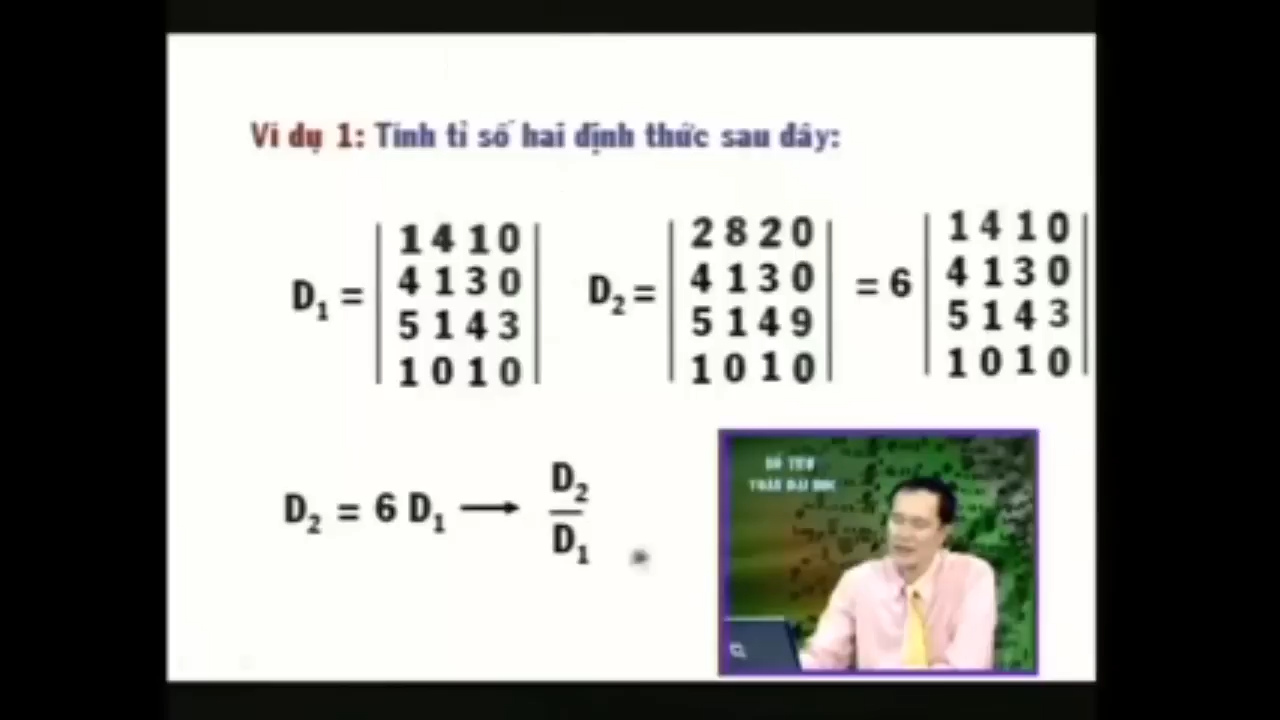 Ví dụ 1: Tính tỉ số hai định thức sau đây:
D₁ = | 1 4 1 0 | D₂ = | 2 8 2 0 | = 6 | 1 4 1 0 |
4 1 3 0 4 1 3 0 4 1 3 0
5 1 4 3 5 1 4 9 5 1 4 3
1 0 1 0 1 0 1 0 1 0 1 0
D₂ = 6 D₁ → D₂
D₁
TOÁN ĐẠI HỌC